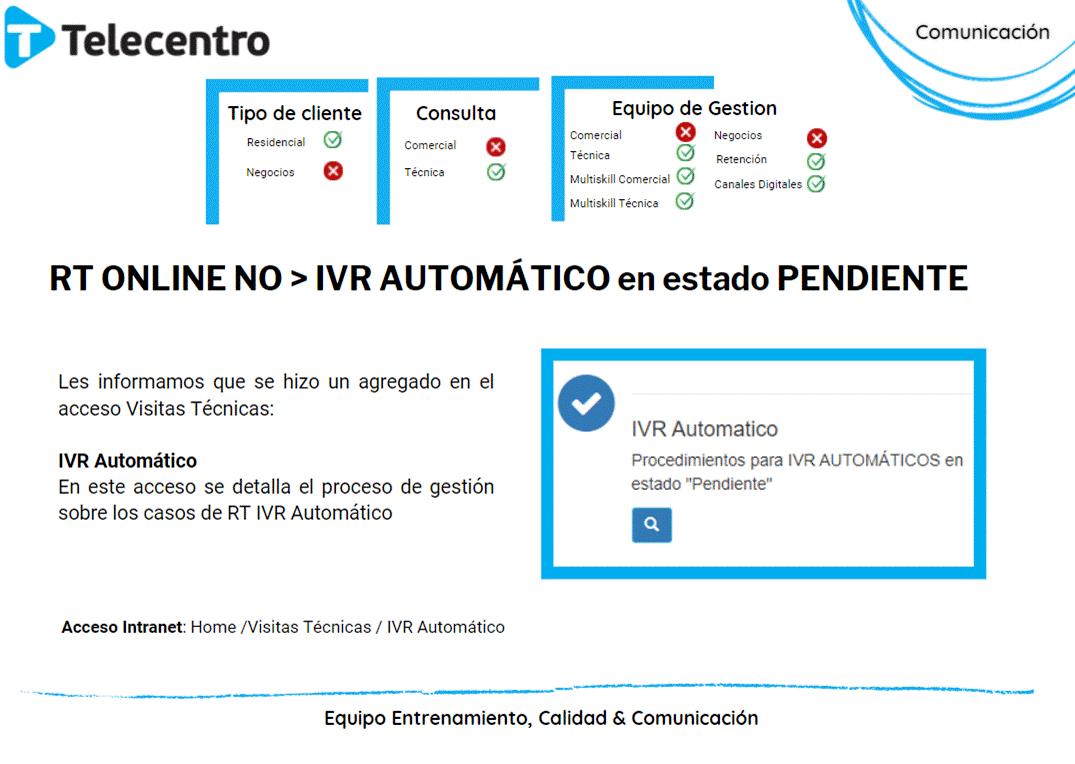 Telecentro
Comunicación
Tipo de cliente
Residencial
Negocios
Consulta
Comercial
Técnica
Equipo de Gestion
Comercial
Técnica
Multiskill Comercial
Multiskill Técnica
Negocios
Retención
Canales Digitales
RT ONLINE NO > IVR AUTOMÁTICO en estado PENDIENTE
Les informamos que se hizo un agregado en el
acceso Visitas Técnicas:
IVR Automático
En este acceso se detalla el proceso de gestión
sobre los casos de RT IVR Automático
IVR Automatico
Procedimientos para IVR AUTOMÁTICOS en
estado "Pendiente"
Acceso Intranet: Home /Visitas Técnicas / IVR Automático
Equipo Entrenamiento, Calidad & Comunicación